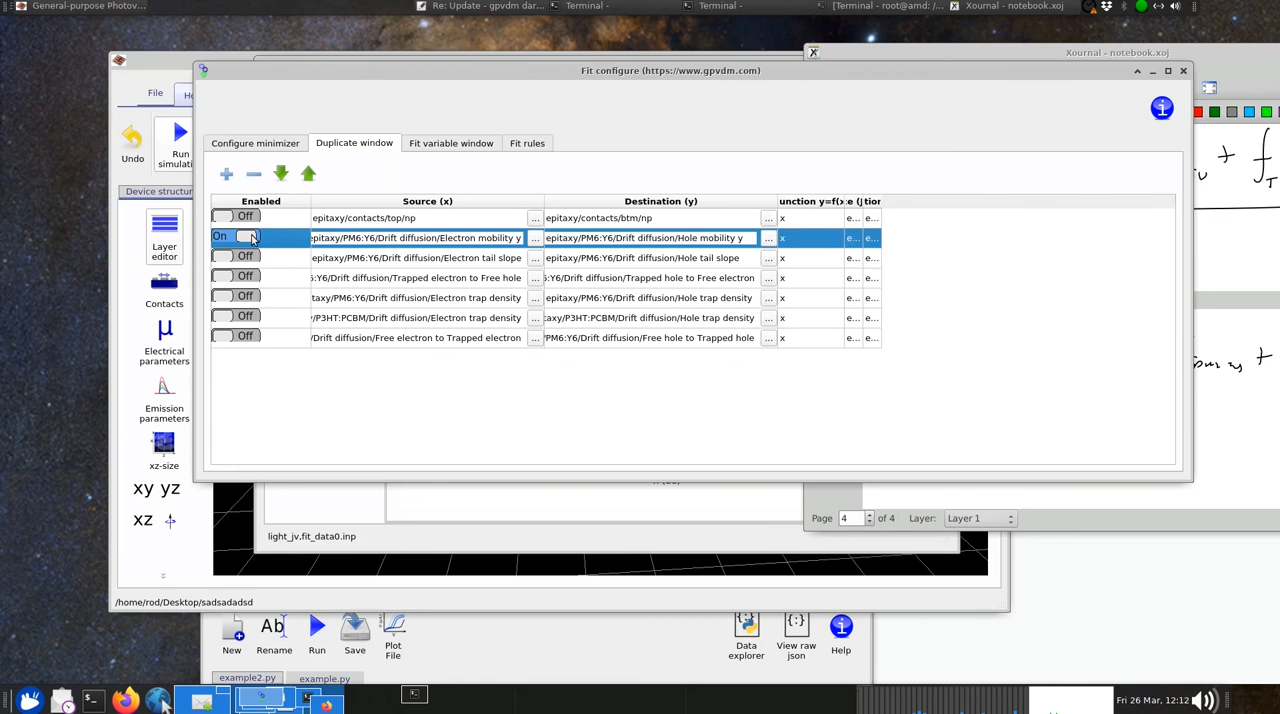 General-purpose Photov...
Re: Update - gpvdm dar...
Terminal -
Terminal -
[Terminal - root@amd: /...
Xournal - notebook.xoj
Xournal - notebook.xoj
Fit configure (https://www.gpvdm.com)
File
Undo
Run
simulati
Configure minimizer
Duplicate window
Fit variable window
Fit rules
Device structur
Layer
editor
Contacts
μ
Electrical
parameters
Emission
parameters
xz-size
xy yz
xz
Enabled Source (x) Destination (y) unction y=f(x e (J tior
Off epitaxy/contacts/top/np ... epitaxy/contacts/btm/np ... x e... e...
On epitaxy/PM6:Y6/Drift diffusion/Electron mobility y ... epitaxy/PM6:Y6/Drift diffusion/Hole mobility y ... x e... e...
Off epitaxy/PM6:Y6/Drift diffusion/Electron tail slope ... epitaxy/PM6:Y6/Drift diffusion/Hole tail slope ... x e... e...
Off :Y6/Drift diffusion/Trapped electron to Free hole ... :Y6/Drift diffusion/Trapped hole to Free electron ... x e... e...
Off taxy/PM6:Y6/Drift diffusion/Electron trap density ... epitaxy/PM6:Y6/Drift diffusion/Hole trap density ... x e... e...
Off y/P3HT:PCBM/Drift diffusion/Electron trap density ... taxy/P3HT:PCBM/Drift diffusion/Hole trap density ... x e... e...
Off /Drift diffusion/Free electron to Trapped electron ... PM6:Y6/Drift diffusion/Free hole to Trapped hole ... x e... e...
Page 4 of 4 Layer: Layer 1
light_jv.fit_data0.inp
/home/rod/Desktop/sadsadadsd
New
Rename
Run
Save
Plot
File
Data
explorer
View raw
json
Help
example2.py
example.py
Fri 26 Mar, 12:12